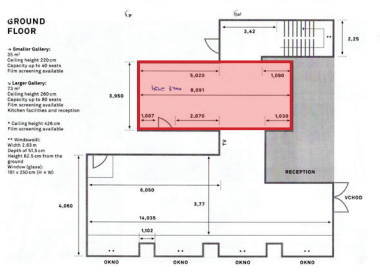 GROUND
FLOOR
→ Smaller Gallery:
35 m²
Ceiling height 220 cm
Capacity up to 40 seats
Film screening available
↘ Larger Gallery:
73 m²
Ceiling height 260 cm
Capacity up to 80 seats
Film screening available
Kitchen facilities and reception
* Ceiling height 426 cm
Film screening available
** Windowsill:
Width 2.63 m
Depth of 51.5 cm
Height 62.5 cm from the
ground
Window (glass):
181 x 250 cm (H x W)
3,42
2,25
5,020
1,090
3,950
8,091
1,007
2,070
1,030
RECEPTION
6,050
VCHOD
4,060
3,77
14,035
1,102
**
**
**
**
OKNO
OKNO
OKNO
OKNO